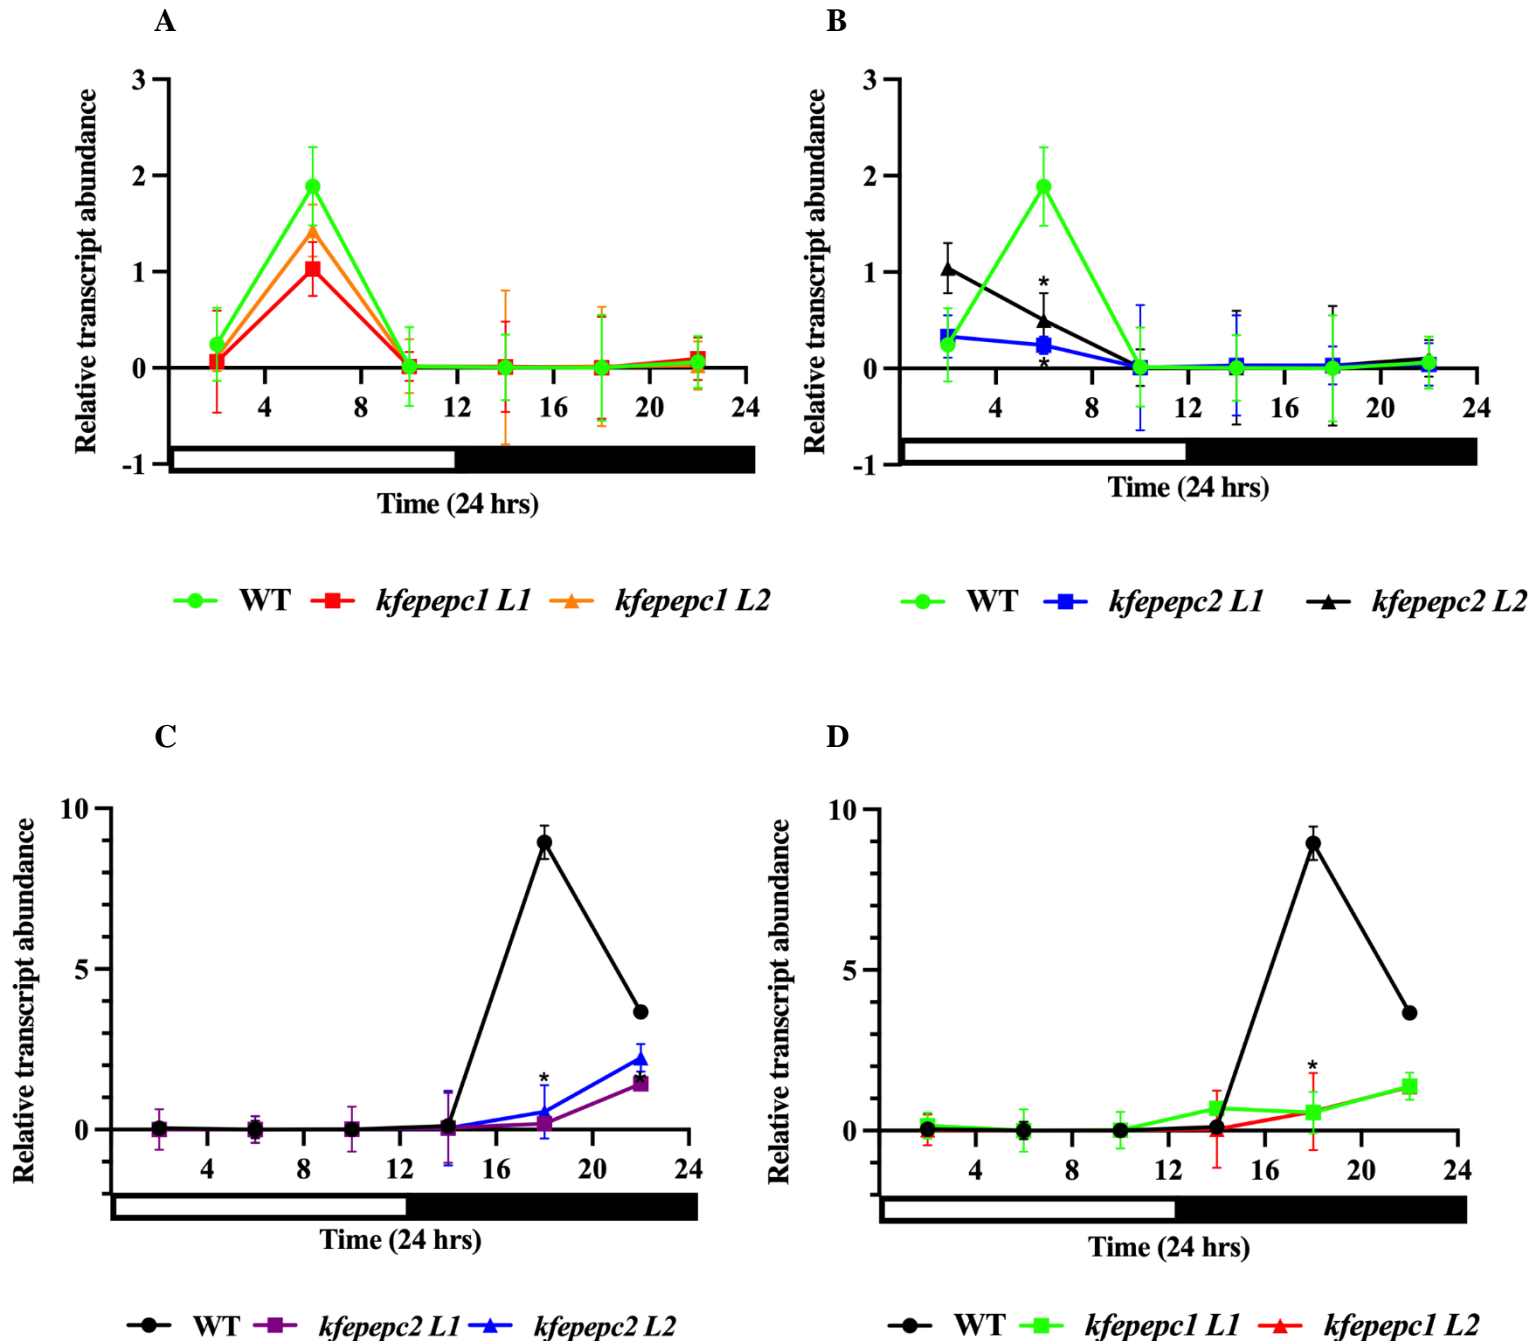 A
B
Relative transcript abundance
3
2
1
0
-1
4
8
12
16
20
24
Time (24 hrs)
WT kfepepc1 L1 kfepepc1 L2
Relative transcript abundance
3
2
1
0
-1
*
*
4
8
12
16
20
24
Time (24 hrs)
WT kfepepc2 L1 kfepepc2 L2
C
D
Relative transcript abundance
10
5
0
*
*
4
8
12
16
20
24
Time (24 hrs)
WT kfepepc2 L1 kfepepc2 L2
Relative transcript abundance
10
5
0
*
4
8
12
16
20
24
Time (24 hrs)
WT kfepepc1 L1 kfepepc1 L2